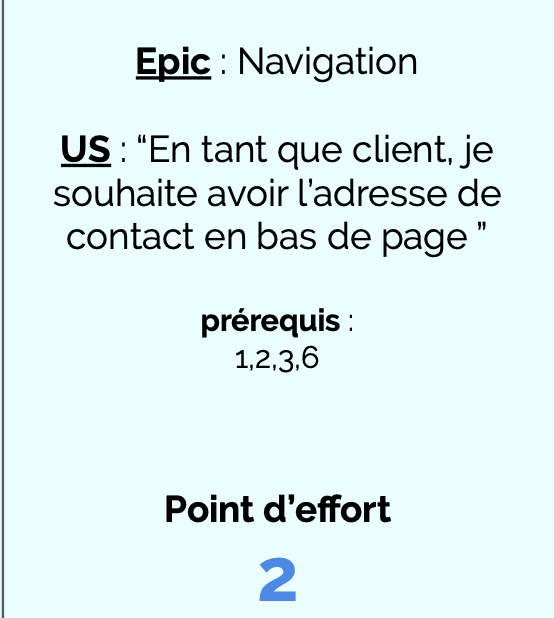 Epic : Navigation
US : “En tant que client, je
souhaite avoir l’adresse de
contact en bas de page ”
prérequis :
1,2,3,6
Point d’effort
2